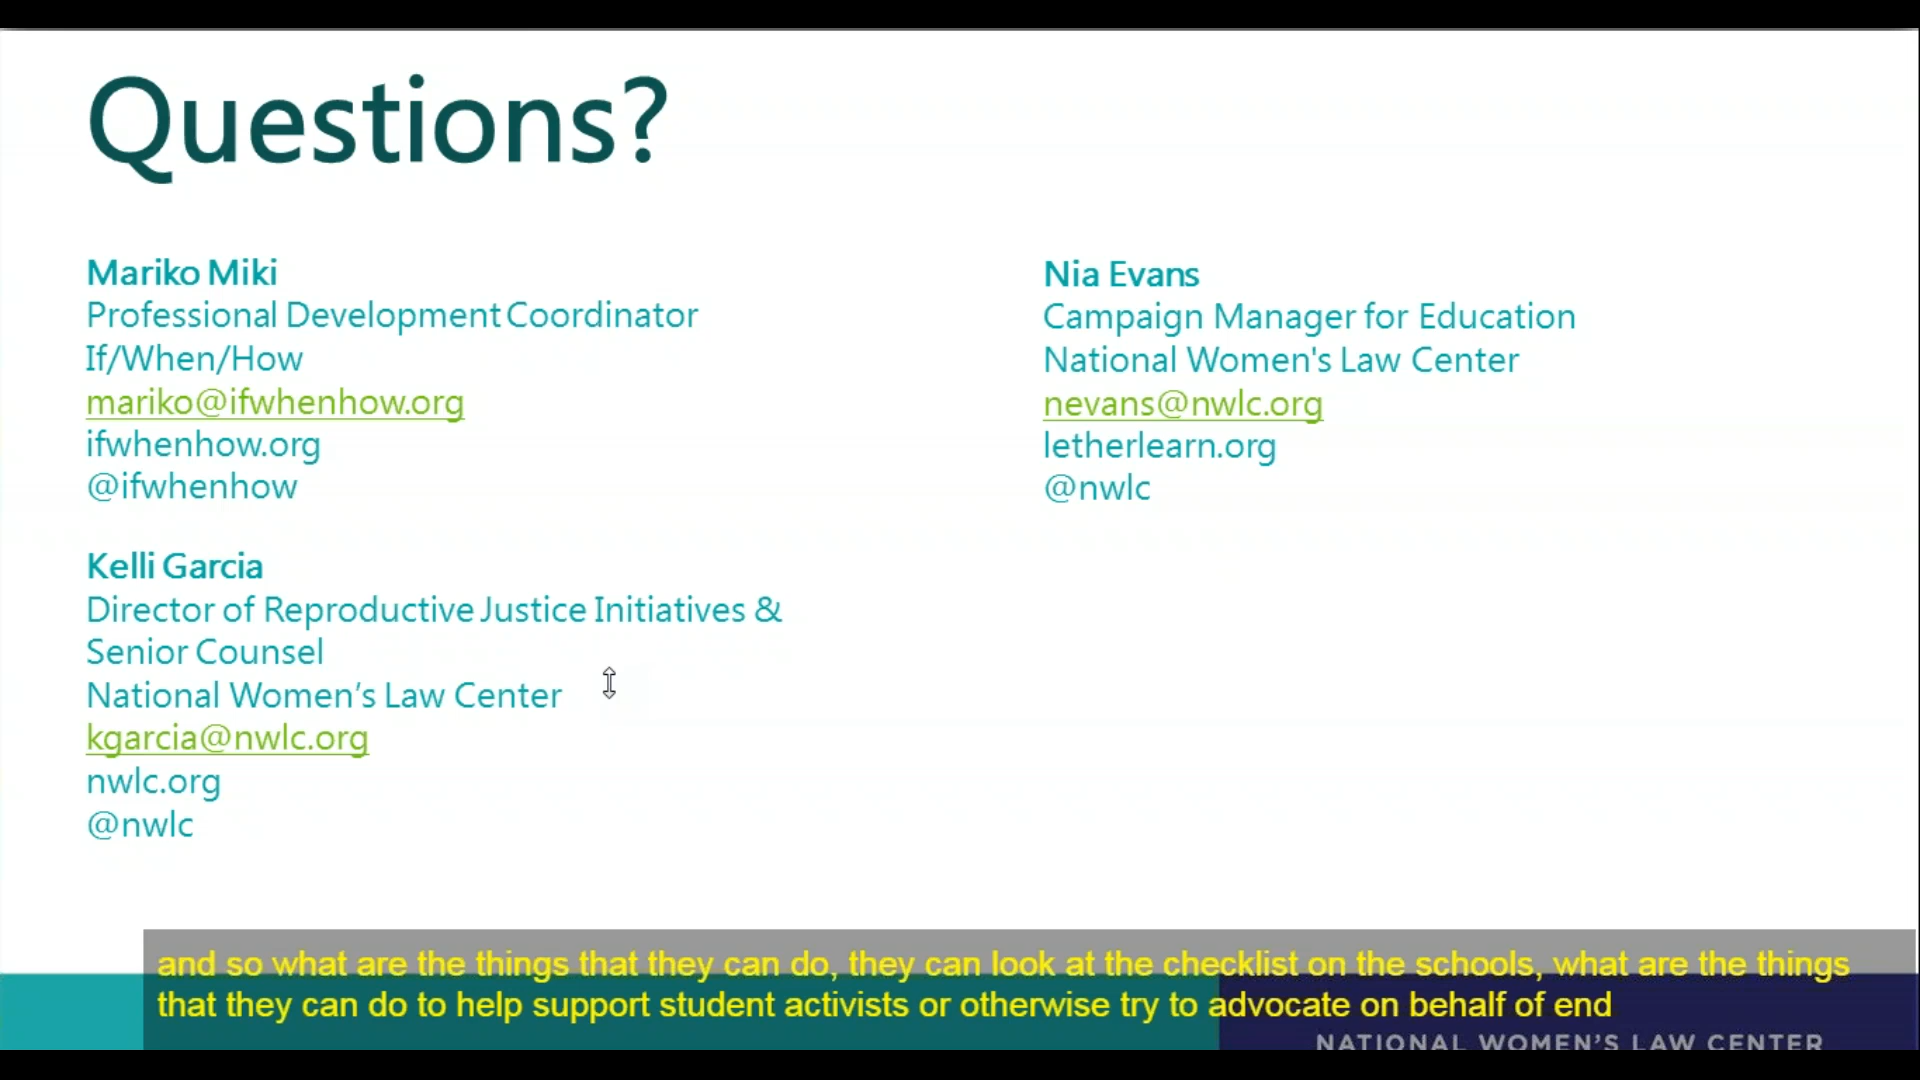 Questions?
Mariko Miki
Professional Development Coordinator
If/When/How
mariko@ifwhenhow.org
ifwhenhow.org
@ifwhenhow
Kelli Garcia
Director of Reproductive Justice Initiatives &
Senior Counsel
National Women’s Law Center
kgarcia@nwlc.org
nwlc.org
@nwlc
Nia Evans
Campaign Manager for Education
National Women's Law Center
nevans@nwlc.org
letherlearn.org
@nwlc
and so what are the things that they can do, they can look at the checklist on the schools, what are the things
that they can do to help support student activists or otherwise try to advocate on behalf of end
NATIONAL WOMEN’S LAW CENTER